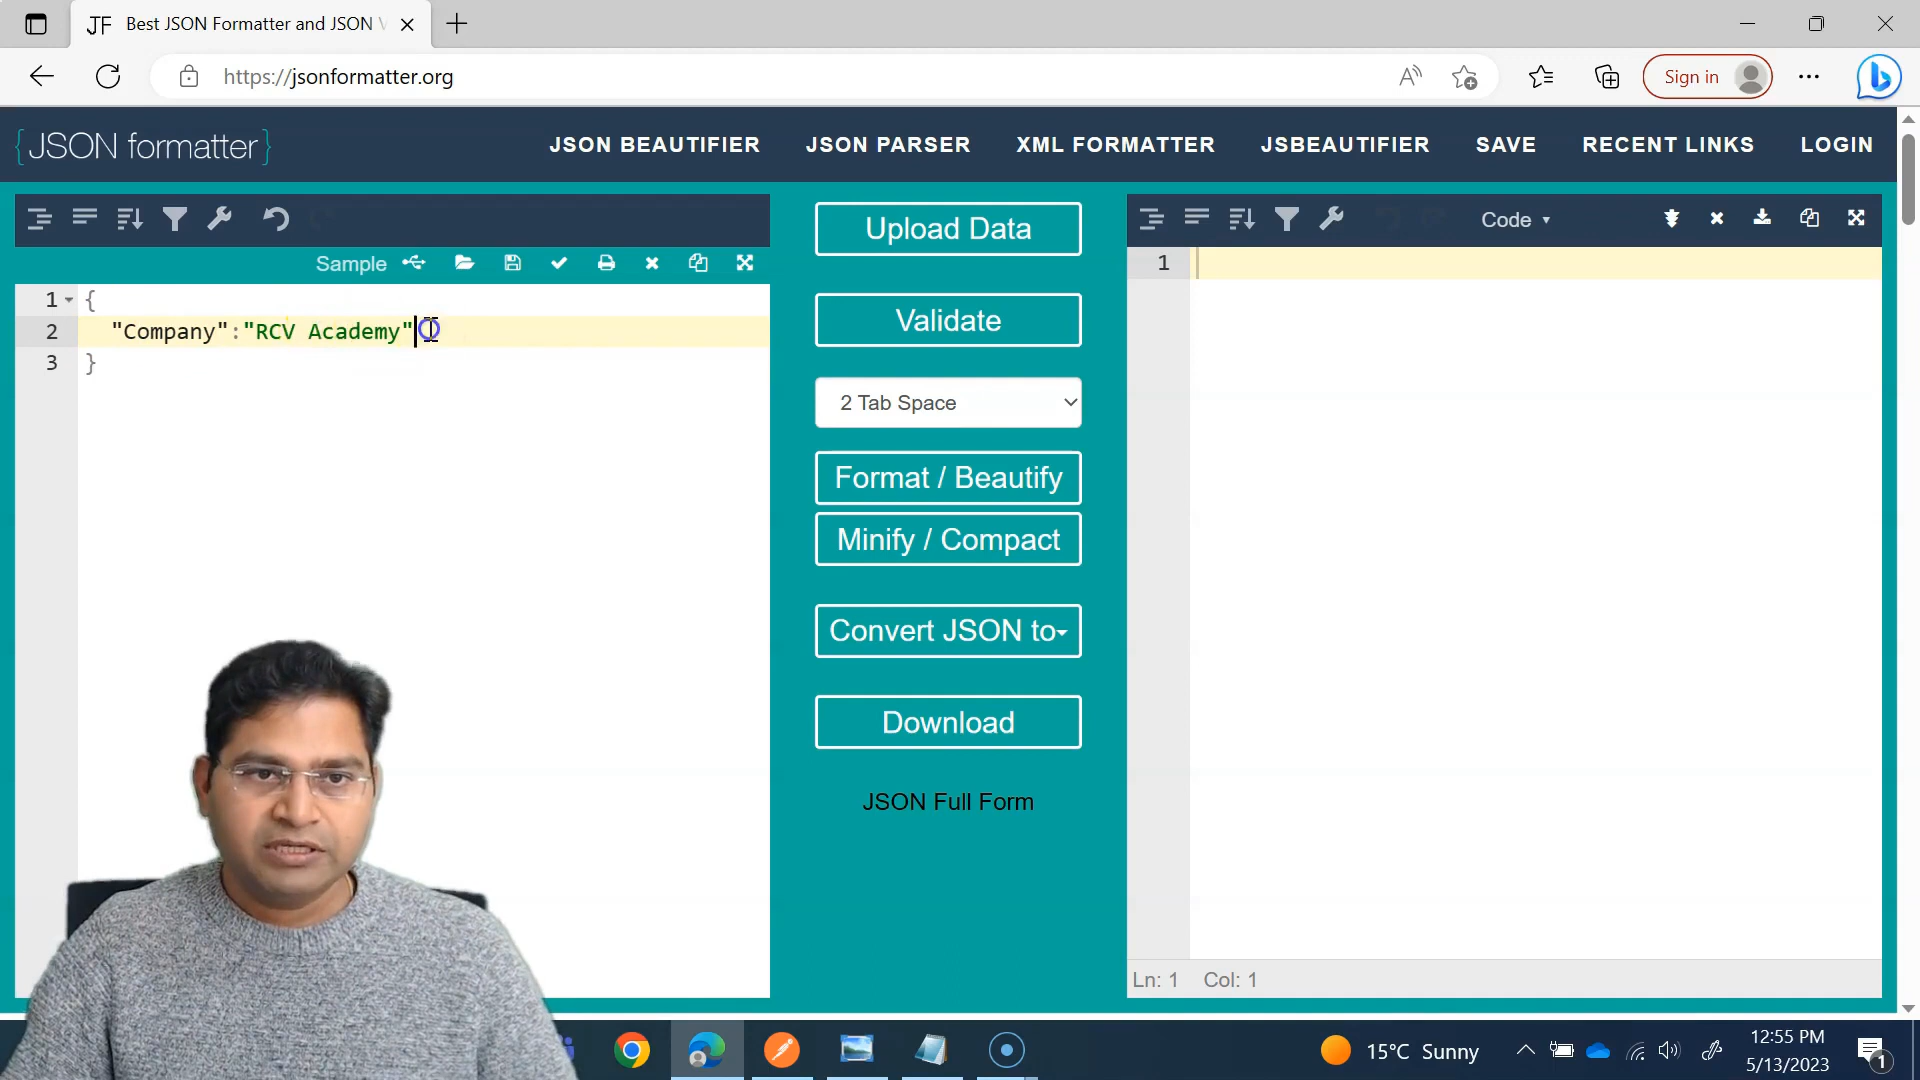 JF Best JSON Formatter and JSON V
https://jsonformatter.org
Sign in
{JSON formatter}
JSON BEAUTIFIER
JSON PARSER
XML FORMATTER
JSBEAUTIFIER
SAVE
RECENT LINKS
LOGIN
Sample
1 {
2 "Company":"RCV Academy"
3 }
Upload Data
Validate
2 Tab Space
Format / Beautify
Minify / Compact
Convert JSON to
Download
JSON Full Form
Code
1
Ln: 1 Col: 1
15°C Sunny
12:55 PM
5/13/2023
1